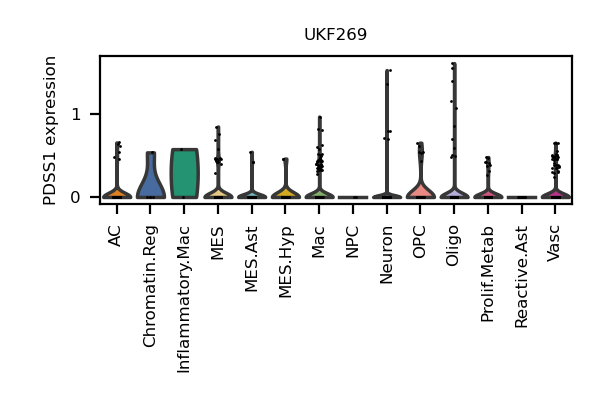 UKF269
PDSS1 expression
1
0
AC
Chromatin.Reg
Inflammatory.Mac
MES
MES.Ast
MES.Hyp
Mac
NPC
Neuron
OPC
Oligo
Prolif.Metab
Reactive.Ast
Vasc